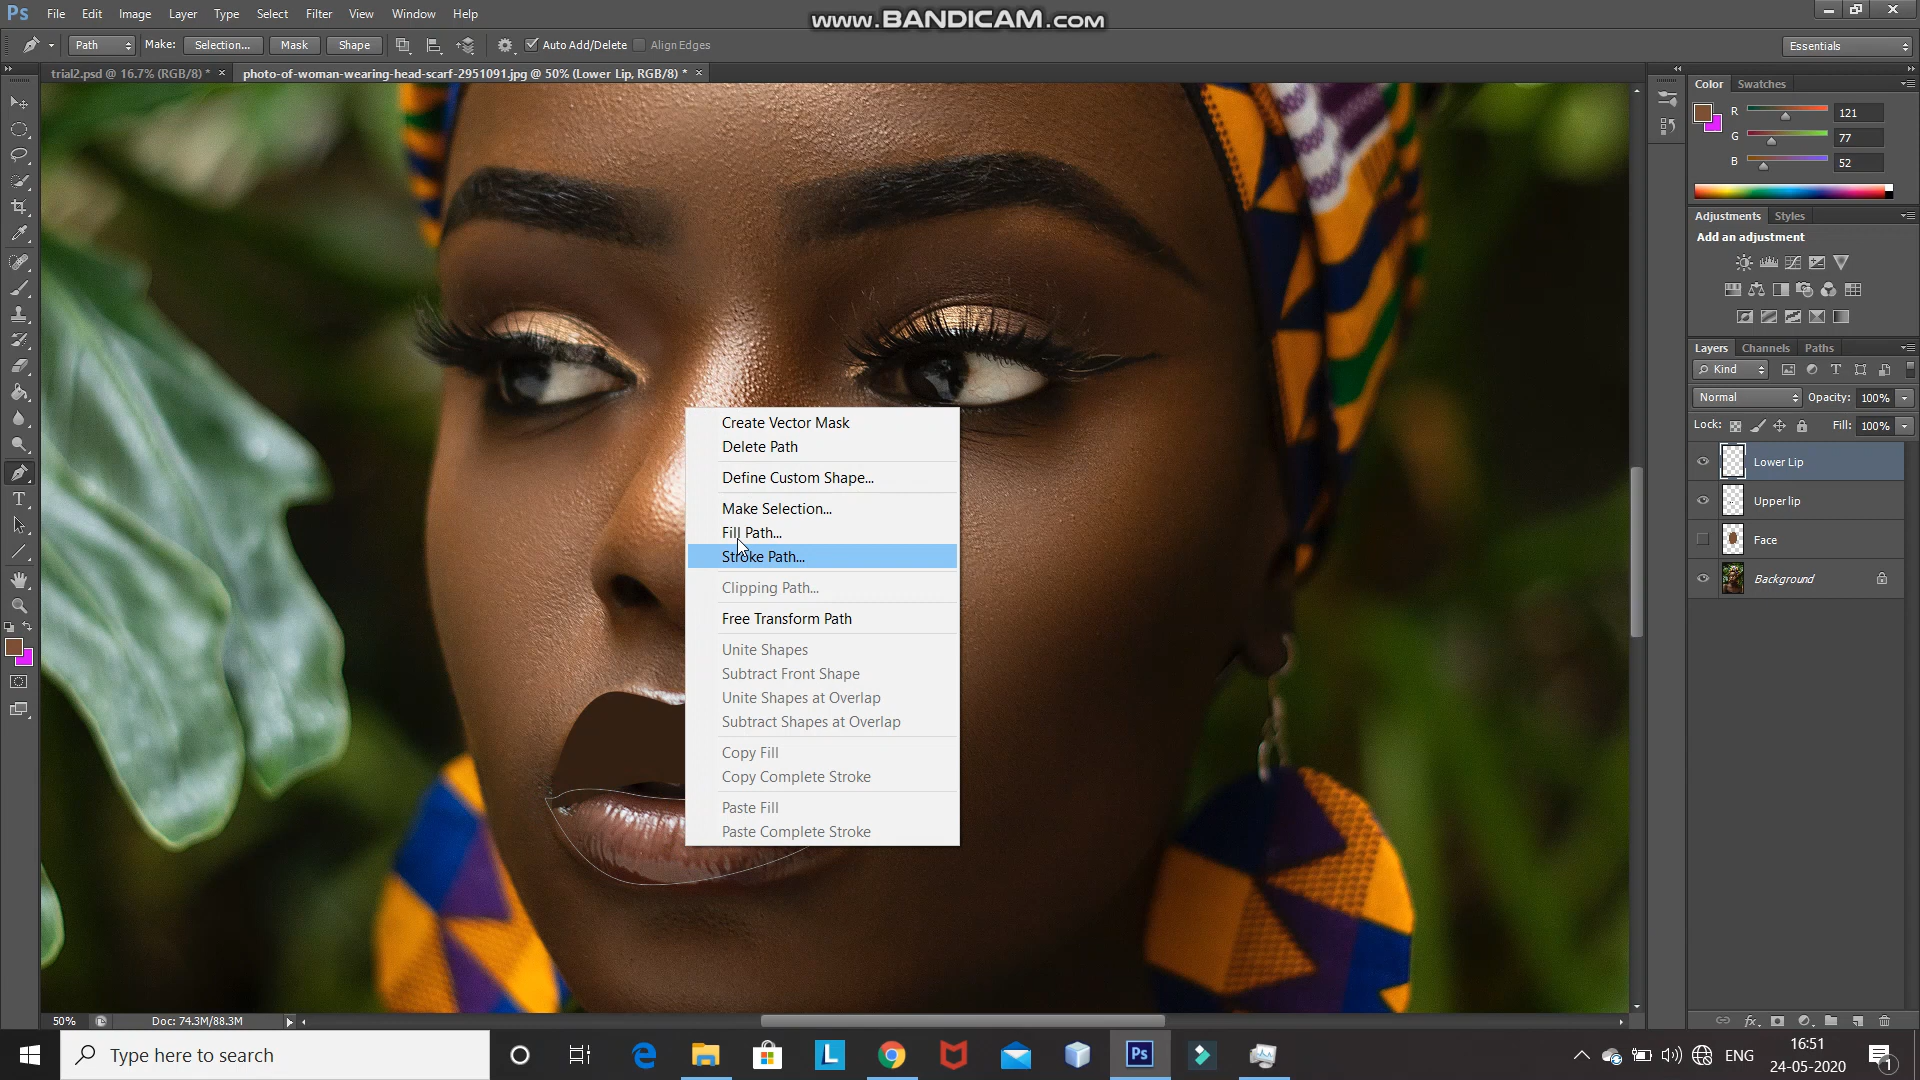 www.BANDICAM.com
Ps File Edit Image Layer Type Select Filter View Window Help
Path Make: Selection... Mask Shape Auto Add/Delete Align Edges Essentials
trial2.psd @ 16.7% (RGB/8) * × photo-of-woman-wearing-head-scarf-2951091.jpg @ 50% (Lower Lip, RGB/8) * ×
Color Swatches
R 121
G 77
B 52
Adjustments Styles
Add an adjustment
Layers Channels Paths
Kind
Normal Opacity: 100%
Lock: Fill: 100%
Lower Lip
Upper lip
Face
Background
Create Vector Mask
Delete Path
Define Custom Shape...
Make Selection...
Fill Path...
Stroke Path...
Clipping Path...
Free Transform Path
Unite Shapes
Subtract Front Shape
Unite Shapes at Overlap
Subtract Shapes at Overlap
Copy Fill
Copy Complete Stroke
Paste Fill
Paste Complete Stroke
50% Doc: 74.3M/88.3M
fx
Type here to search
L
Ps
ENG
16:51
24-05-2020
1